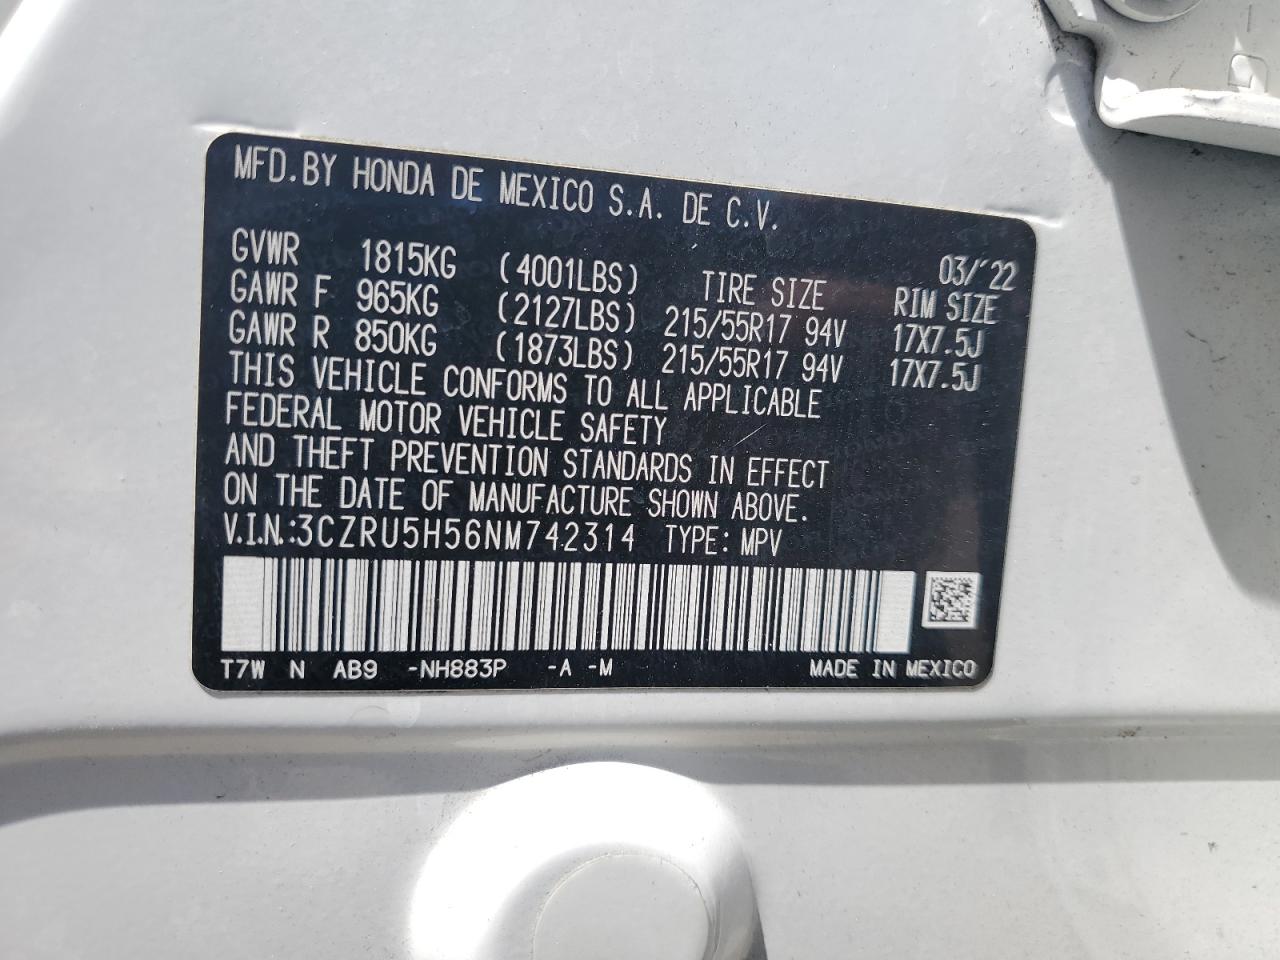 MFD.BY HONDA DE MEXICO S.A. DE C.V.
03/'22
GVWR 1815KG (4001LBS) TIRE SIZE RIM SIZE
GAWR F 965KG (2127LBS) 215/55R17 94V 17X7.5J
GAWR R 850KG (1873LBS) 215/55R17 94V 17X7.5J
THIS VEHICLE CONFORMS TO ALL APPLICABLE
FEDERAL MOTOR VEHICLE SAFETY
AND THEFT PREVENTION STANDARDS IN EFFECT
ON THE DATE OF MANUFACTURE SHOWN ABOVE.
V.I.N.:3CZRU5H56NM742314 TYPE: MPV
T7W N AB9 -NH883P -A -M MADE IN MEXICO